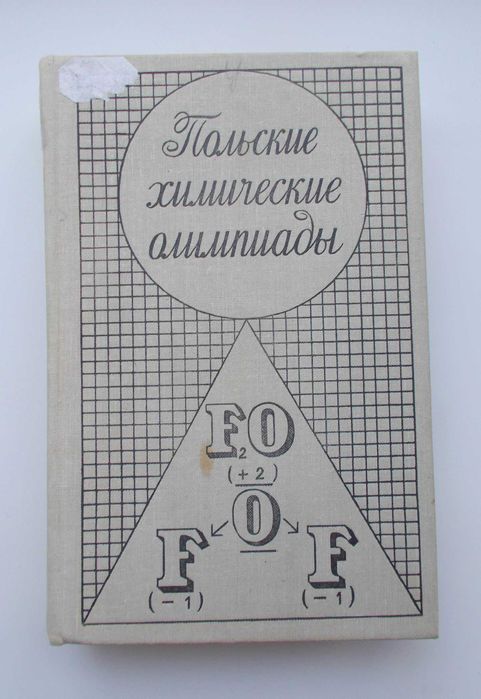 Польские
химические
олимпиады
F₂O
(+2)
O
F F
(-1) (-1)